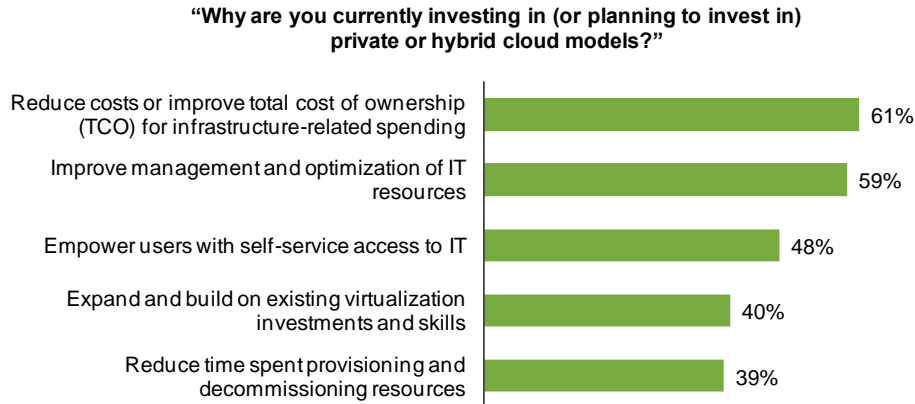 “Why are you currently investing in (or planning to invest in)
private or hybrid cloud models?”
Reduce costs or improve total cost of ownership
(TCO) for infrastructure-related spending
61%
Improve management and optimization of IT
resources
59%
Empower users with self-service access to IT
48%
Expand and build on existing virtualization
investments and skills
40%
Reduce time spent provisioning and
decommissioning resources
39%